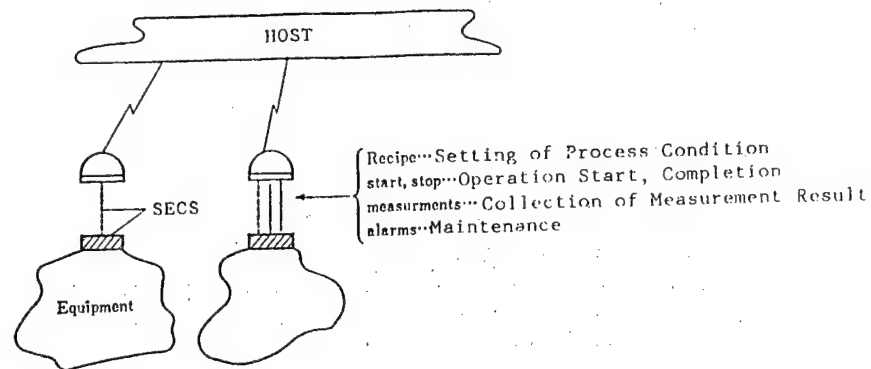 HOST
Recipe…Setting of Process Condition
start, stop…Operation Start, Completion
measurments…Collection of Measurement Result
alarms…Maintenance
SECS
Equipment